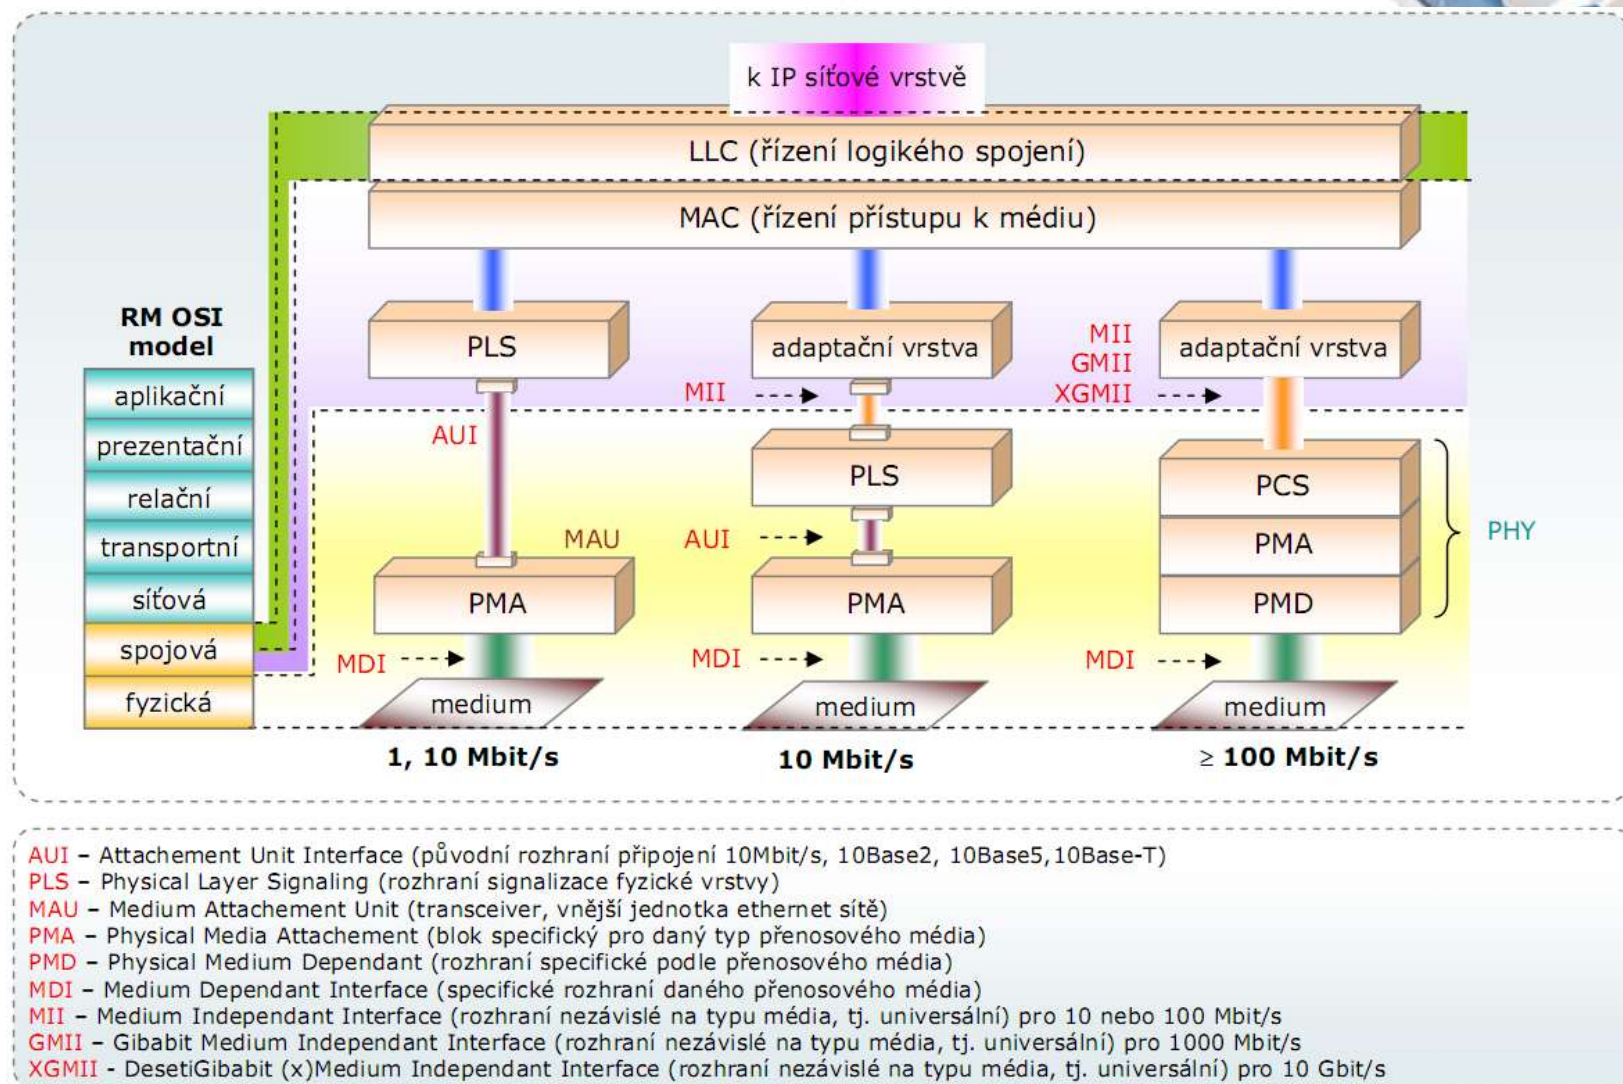 k IP síťové vrstvě
LLC (řízení logikého spojení)
MAC (řízení přístupu k médiu)
RM OSI
model
aplikační
prezentační
relační
transportní
síťová
spojová
fyzická
PLS
AUI
MAU
PMA
MDI
medium
1, 10 Mbit/s
adaptační vrstva
MII
PLS
AUI
PMA
MDI
medium
10 Mbit/s
adaptační vrstva
MII
GMII
XGMII
PCS
PMA
PMD
PHY
MDI
medium
≥ 100 Mbit/s
AUI – Attachement Unit Interface (původní rozhraní připojení 10Mbit/s, 10Base2, 10Base5,10Base-T)
PLS – Physical Layer Signaling (rozhraní signalizace fyzické vrstvy)
MAU – Medium Attachement Unit (transceiver, vnější jednotka ethernet sítě)
PMA – Physical Media Attachement (blok specifický pro daný typ přenosového média)
PMD – Physical Medium Dependant (rozhraní specifické podle přenosového média)
MDI – Medium Dependant Interface (specifické rozhraní daného přenosového média)
MII – Medium Independant Interface (rozhraní nezávislé na typu média, tj. universální) pro 10 nebo 100 Mbit/s
GMII – Gibabit Medium Independant Interface (rozhraní nezávislé na typu média, tj. universální) pro 1000 Mbit/s
XGMII - DesetiGibabit (x)Medium Independant Interface (rozhraní nezávislé na typu média, tj. universální) pro 10 Gbit/s